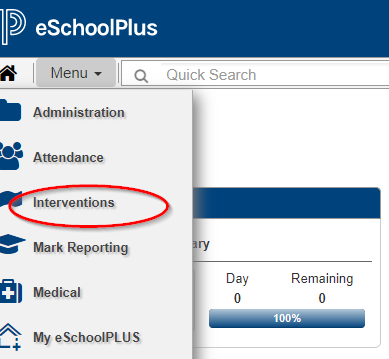 eSchoolPlus
Menu
Quick Search
Administration
Attendance
Interventions
Mark Reporting
ary
Day Remaining
0 0
100%
Medical
My eSchoolPLUS